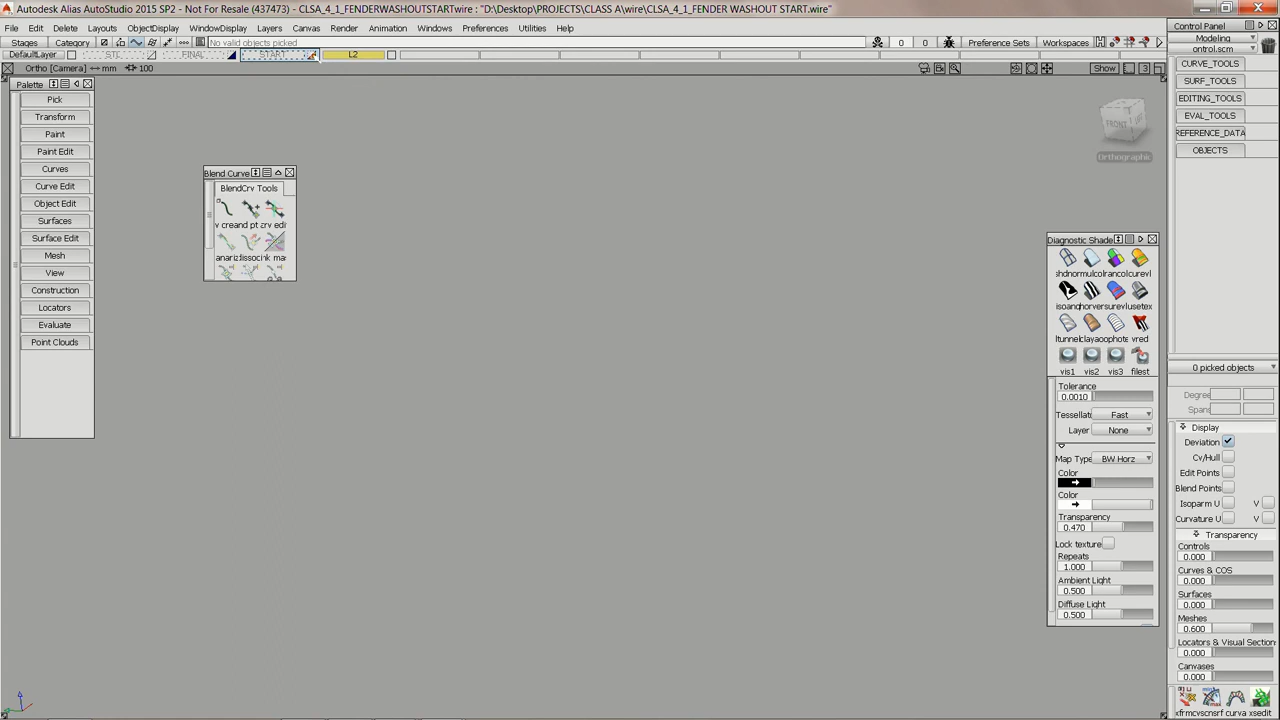 Autodesk Alias AutoStudio 2015 SP2 - Not For Resale (437473) - CLSA_4_1_FENDERWASHOUTSTARTwire : "D:\Desktop\PROJECTS\CLASS A\wire\CLSA_4_1_FENDER WASHOUT START.wire"
File Edit Delete Layouts ObjectDisplay WindowDisplay Layers Canvas Render Animation Windows Preferences Utilities Help
Stages Category No valid objects picked 0 0 Preference Sets Workspaces
DefaultLayer FINAL START L2
Ortho [Camera] mm 100 Show 3
Palette
Pick
Transform
Paint
Paint Edit
Curves
Curve Edit
Object Edit
Surfaces
Surface Edit
Mesh
View
Construction
Locators
Evaluate
Point Clouds
Blend Curve
BlendCrv Tools
FRONT
Orthographic
Diagnostic Shade
vis1 vis2 vis3 filest
Tolerance
0.0010
Tessellat Fast
Layer None
Map Type BW Horz
Color
Color
Transparency
0.470
Lock texture
Repeats
1.000
Ambient Light
0.500
Diffuse Light
0.500
Control Panel
Modeling
ontrol.scm
CURVE_TOOLS
SURF_TOOLS
EDITING_TOOLS
EVAL_TOOLS
REFERENCE_DATA
OBJECTS
0 picked objects
Degree
Spans
Display
Deviation
Cv/Hull
Edit Points
Blend Points
Isoparm U V
Curvature U V
Transparency
Controls
0.000
Curves & COS
0.000
Surfaces
0.000
Meshes
0.600
Locators & Visual Section
0.000
Canvases
0.000